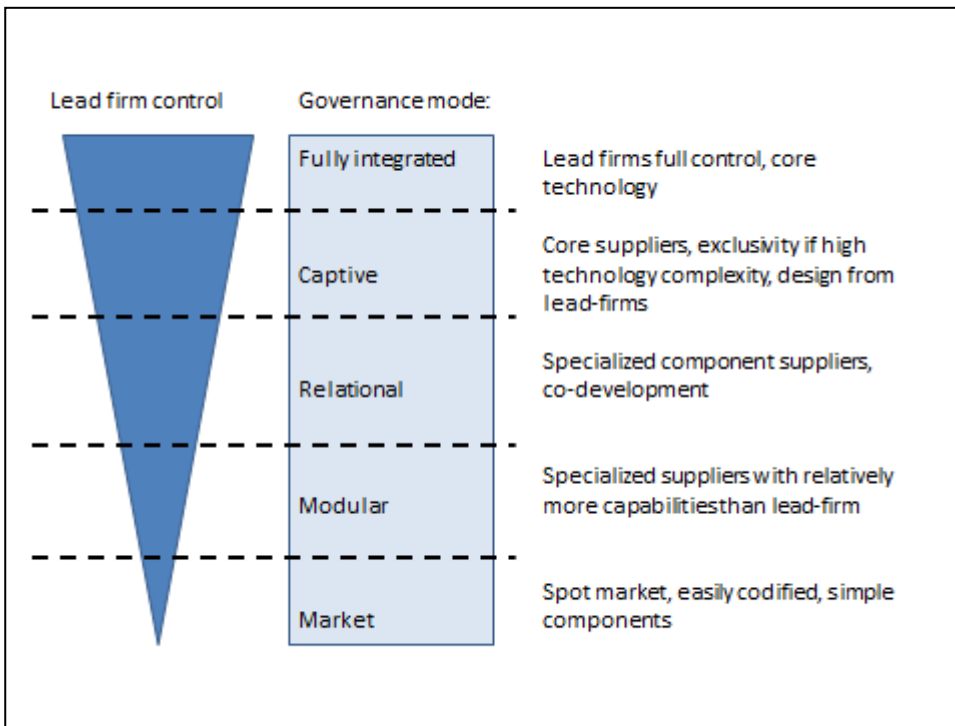 Lead firm control
Governance mode:
Fully integrated
Lead firms full control, core
technology
Captive
Core suppliers, exclusivity if high
technology complexity, design from
lead-firms
Relational
Specialized component suppliers,
co-development
Modular
Specialized suppliers with relatively
more capabilities than lead-firm
Market
Spot market, easily codified, simple
components